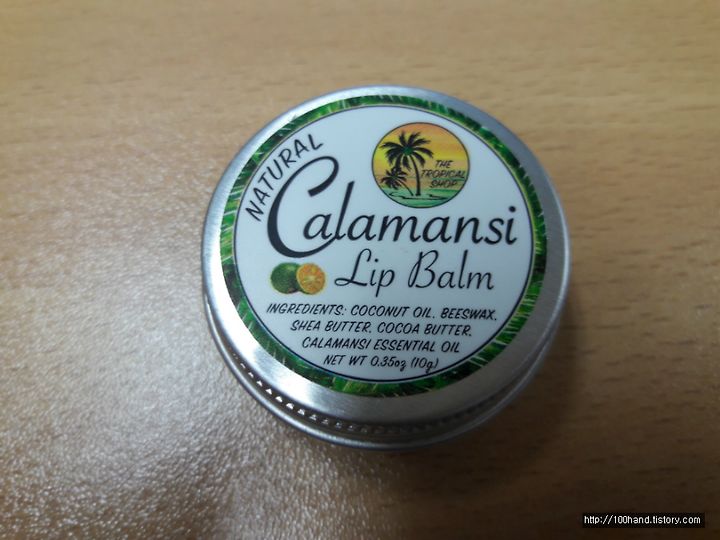 NATURAL
THE
TROPICAL
SHOP
Calamansi
Lip Balm
INGREDIENTS: COCONUT OIL, BEESWAX,
SHEA BUTTER, COCOA BUTTER,
CALAMANSI ESSENTIAL OIL
NET WT 0.35oz (10g)
http://100hand.tistory.com